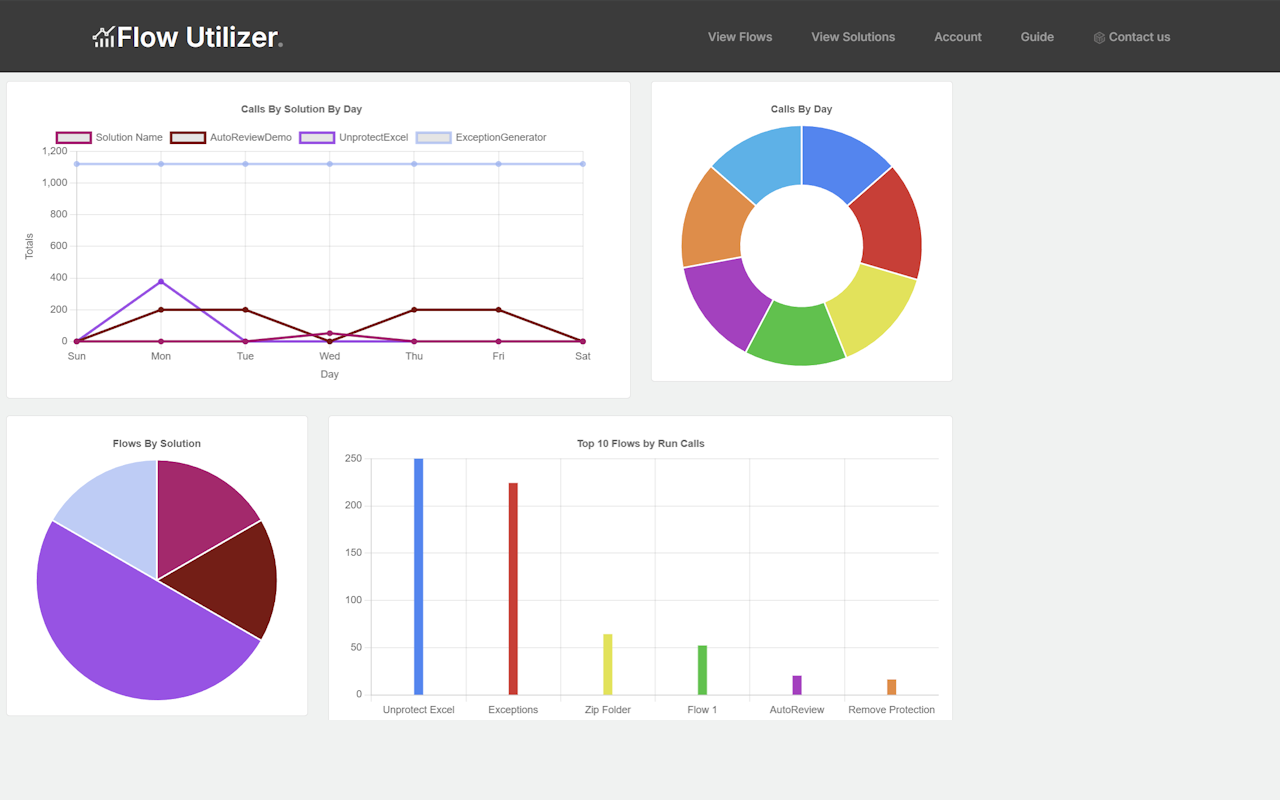 Flow Utilizer.
View Flows View Solutions Account Guide Contact us
Calls By Solution By Day
Solution Name AutoReviewDemo UnprotectExcel ExceptionGenerator
1,200
1,000
800
600
400
200
0
Totals
Sun Mon Tue Wed Thu Fri Sat
Day
Calls By Day
Flows By Solution
Top 10 Flows by Run Calls
250
200
150
100
50
0
Unprotect Excel Exceptions Zip Folder Flow 1 AutoReview Remove Protection